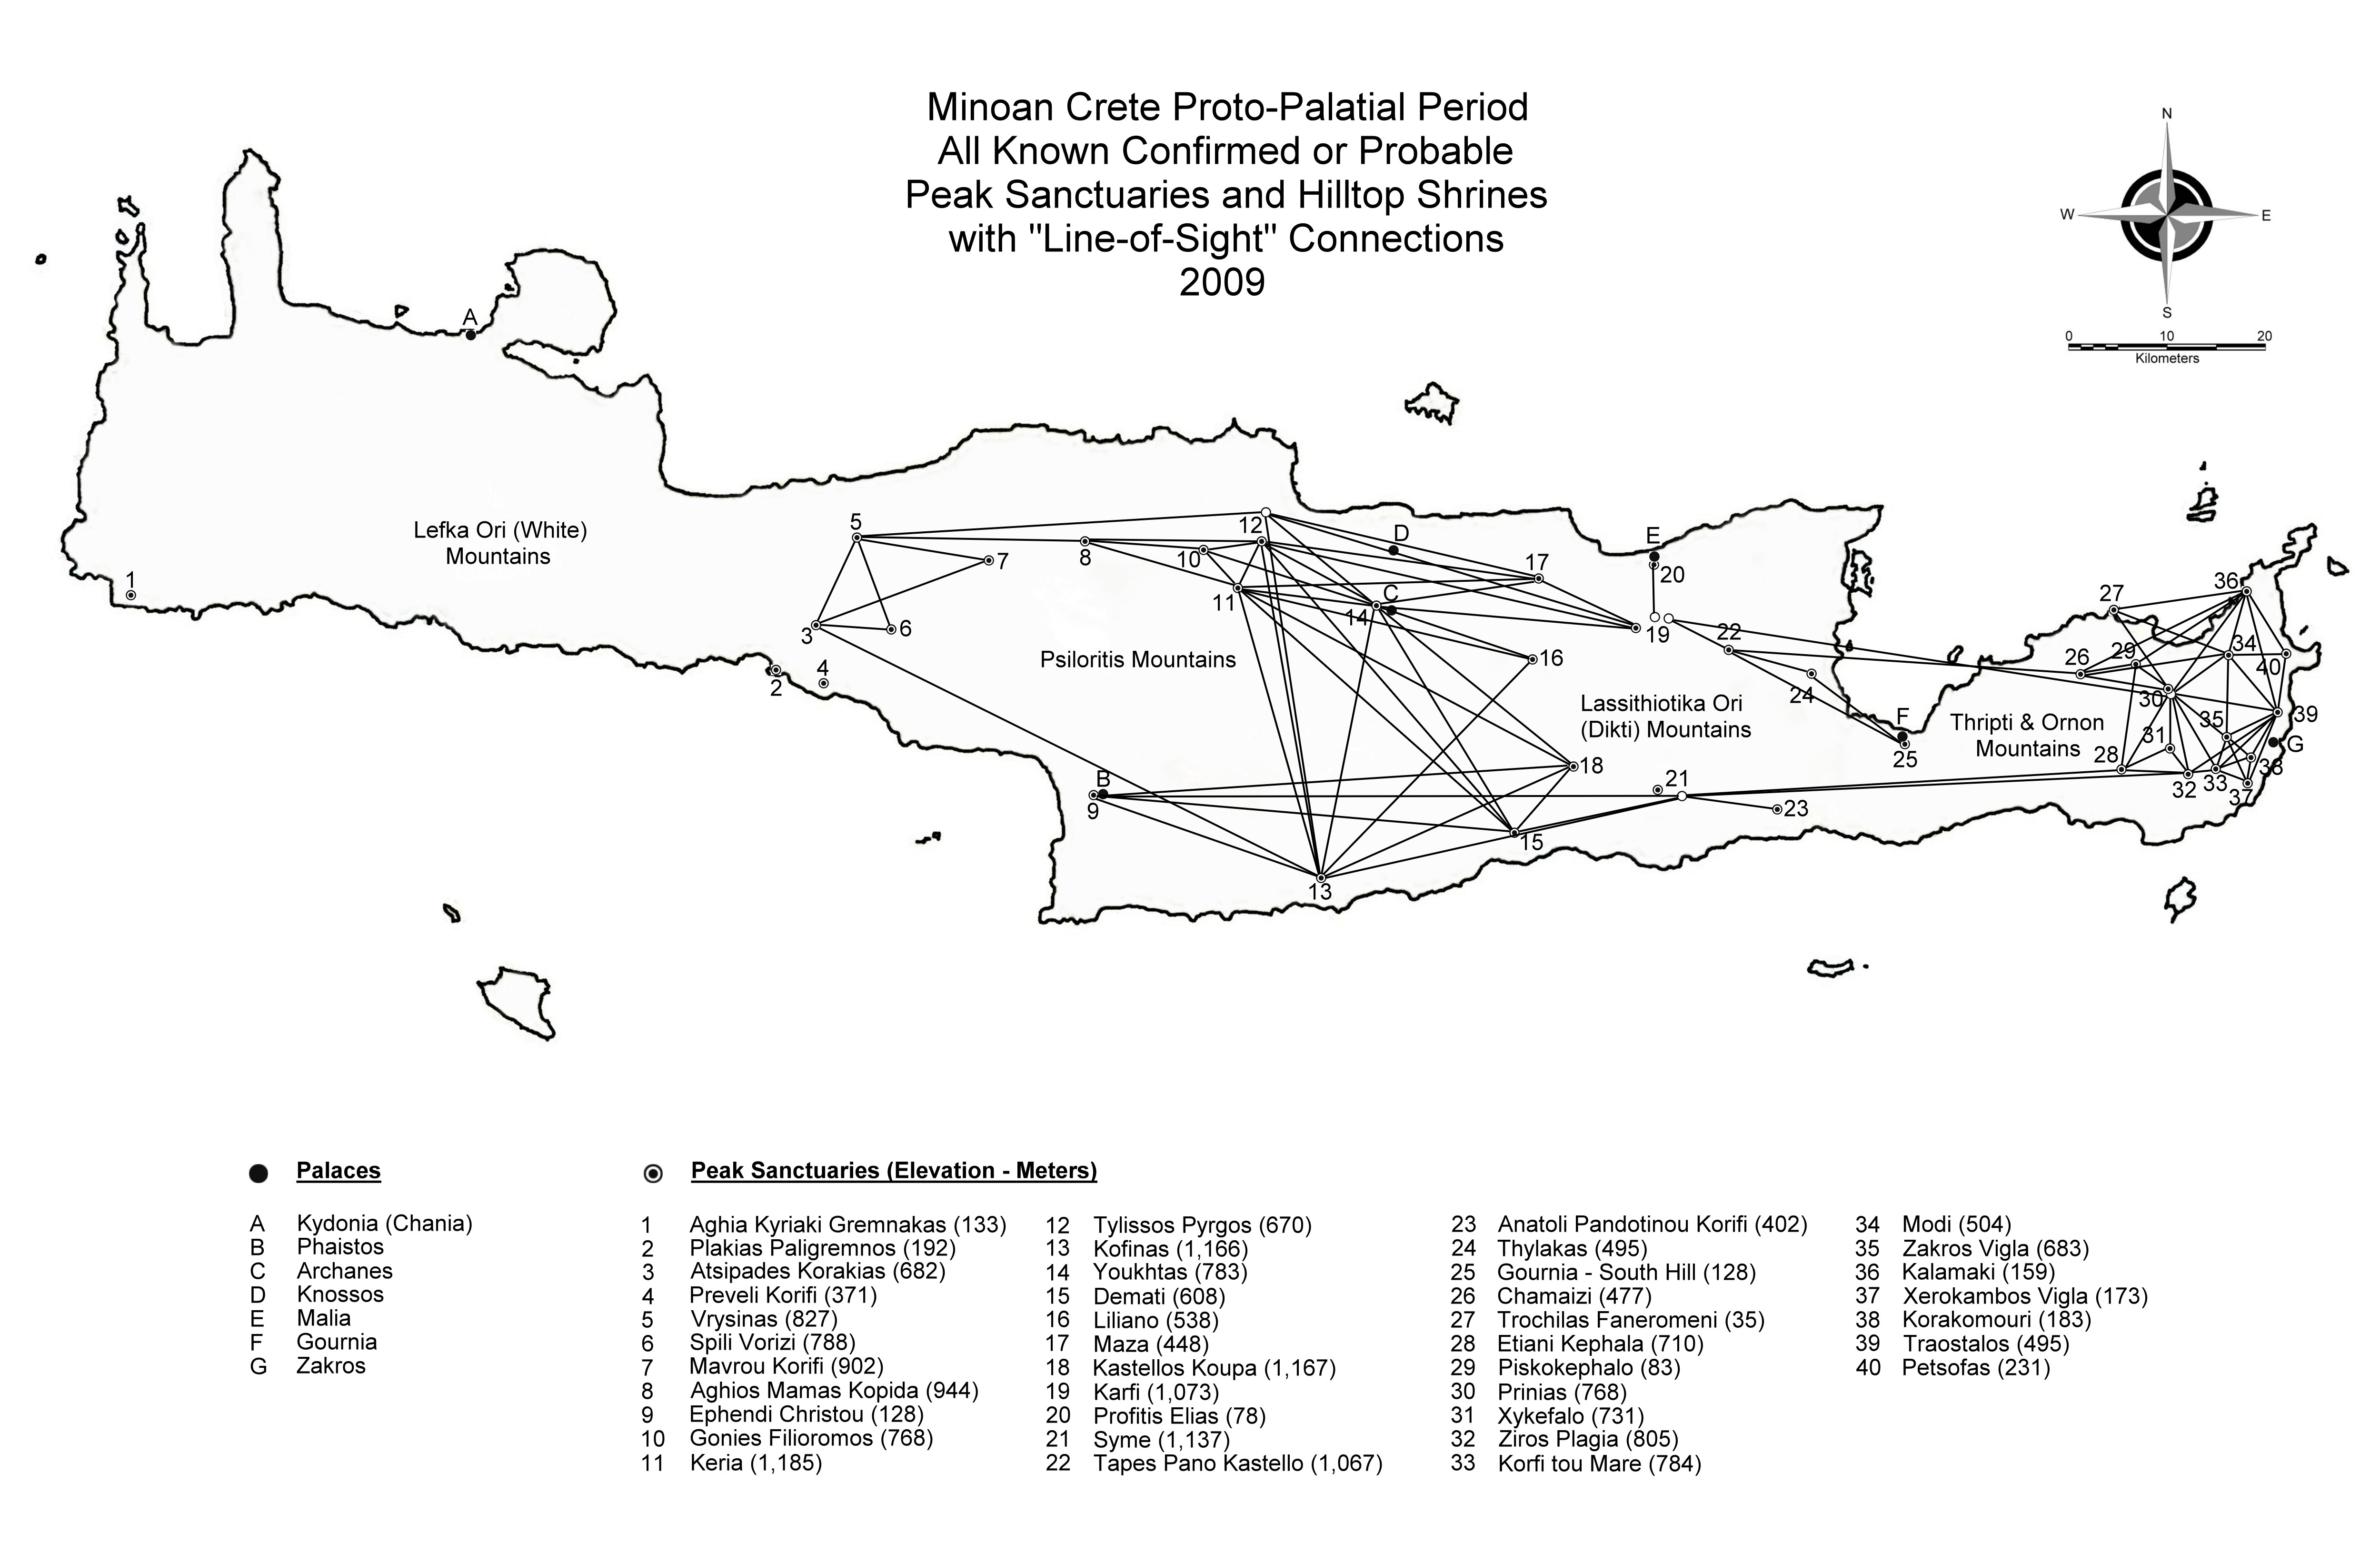 Minoan Crete Proto-Palatial Period
All Known Confirmed or Probable
Peak Sanctuaries and Hilltop Shrines
with "Line-of-Sight" Connections
2009
N
W
E
S
0 10 20
Kilometers
A
Lefka Ori (White)
Mountains
1
2
3
4
5
6
7
8
9
B
10
11
12
13
14
C
D
15
16
17
18
19
E
20
Psiloritis Mountains
Lassithiotika Ori
(Dikti) Mountains
21
22
23
24
F
25
Thripti & Ornon
Mountains
26
27
28
29
30
31
32
33
34
35
36
37
38
39
40
G
Palaces
A Kydonia (Chania)
B Phaistos
C Archanes
D Knossos
E Malia
F Gournia
G Zakros
Peak Sanctuaries (Elevation - Meters)
1 Aghia Kyriaki Gremnakas (133)
2 Plakias Paligremnos (192)
3 Atsipades Korakias (682)
4 Preveli Korifi (371)
5 Vrysinas (827)
6 Spili Vorizi (788)
7 Mavrou Korifi (902)
8 Aghios Mamas Kopida (944)
9 Ephendi Christou (128)
10 Gonies Filioromos (768)
11 Keria (1,185)
12 Tylissos Pyrgos (670)
13 Kofinas (1,166)
14 Youkhtas (783)
15 Demati (608)
16 Liliano (538)
17 Maza (448)
18 Kastellos Koupa (1,167)
19 Karfi (1,073)
20 Profitis Elias (78)
21 Syme (1,137)
22 Tapes Pano Kastello (1,067)
23 Anatoli Pandotinou Korifi (402)
24 Thylakas (495)
25 Gournia - South Hill (128)
26 Chamaizi (477)
27 Trochilas Faneromeni (35)
28 Etiani Kephala (710)
29 Piskokephalo (83)
30 Prinias (768)
31 Xykefalo (731)
32 Ziros Plagia (805)
33 Korfi tou Mare (784)
34 Modi (504)
35 Zakros Vigla (683)
36 Kalamaki (159)
37 Xerokambos Vigla (173)
38 Korakomouri (183)
39 Traostalos (495)
40 Petsofas (231)